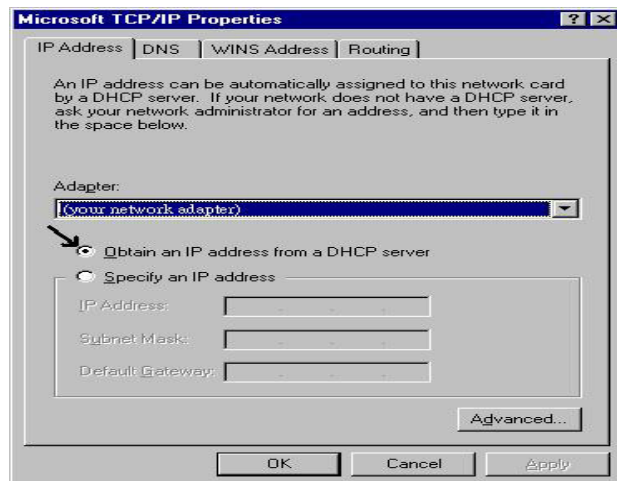 Microsoft TCP/IP Properties
IP Address DNS WINS Address Routing
An IP address can be automatically assigned to this network card
by a DHCP server. If your network does not have a DHCP server,
ask your network administrator for an address, and then type it in
the space below.
Adapter:
(your network adapter)
Obtain an IP address from a DHCP server
Specify an IP address
IP Address:
Subnet Mask:
Default Gateway:
Advanced...
OK Cancel Apply